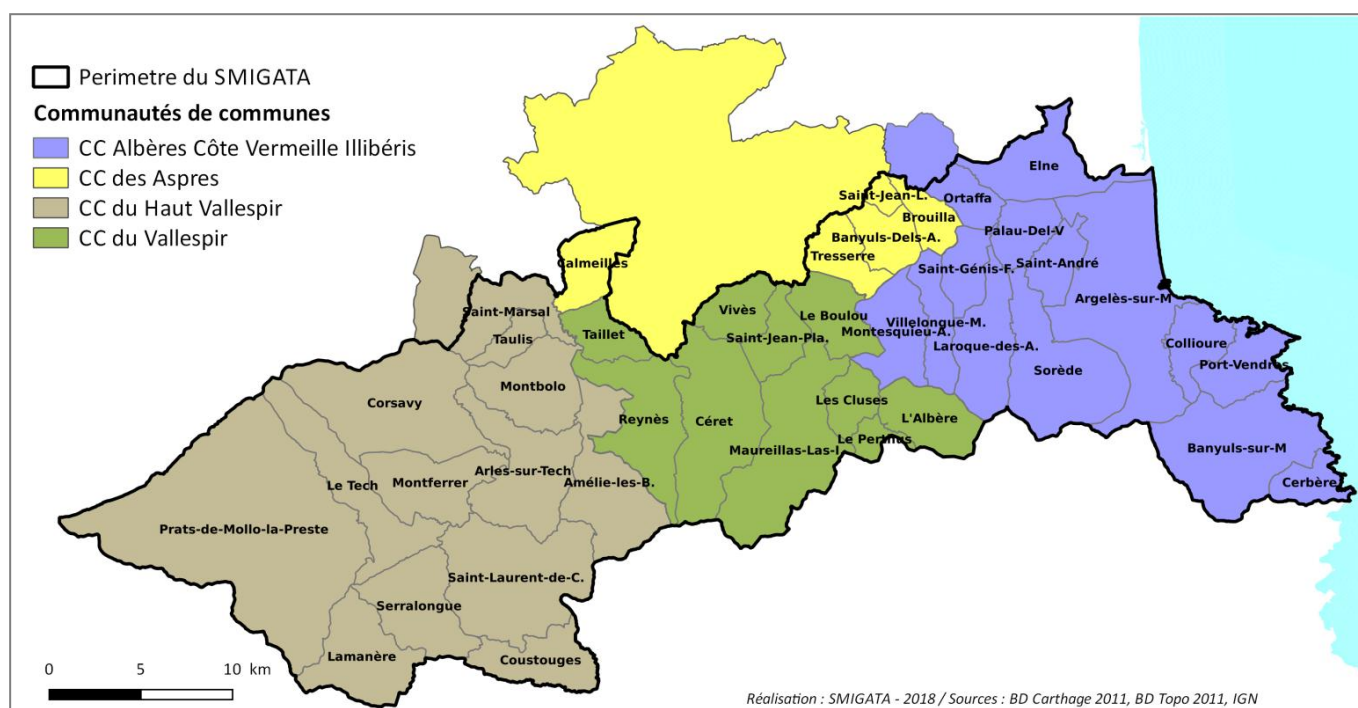 Perimetre du SMIGATA
Communautés de communes
CC Albères Côte Vermeille Illibéris
CC des Aspres
CC du Haut Vallespir
CC du Vallespir
Elne
Saint-Jean-L.
Ortaffa
Brouilla
Palau-Del-V
Banyuls-Dels-A.
Tresserre
Calmeilles
Saint-Génis-F.
Saint-André
Argelès-sur-M
Saint-Marsal
Vivès
Le Boulou
Villelongue-M.
Montesquieu-A.
Taillet
Saint-Jean-Pla.
Taulis
Laroque-des-A.
Collioure
Port-Vendres
Sorède
Montbolo
Corsavy
Les Cluses
Reynès
Céret
L'Albère
Le Perthus
Maureillas-Las-I.
Banyuls-sur-M
Arles-sur-Tech
Amélie-les-B.
Montferrer
Le Tech
Cerbère
Prats-de-Mollo-la-Preste
Saint-Laurent-de-C.
Serralongue
Lamanère
Coustouges
0 5 10 km
Réalisation : SMIGATA - 2018 / Sources : BD Carthage 2011, BD Topo 2011, IGN